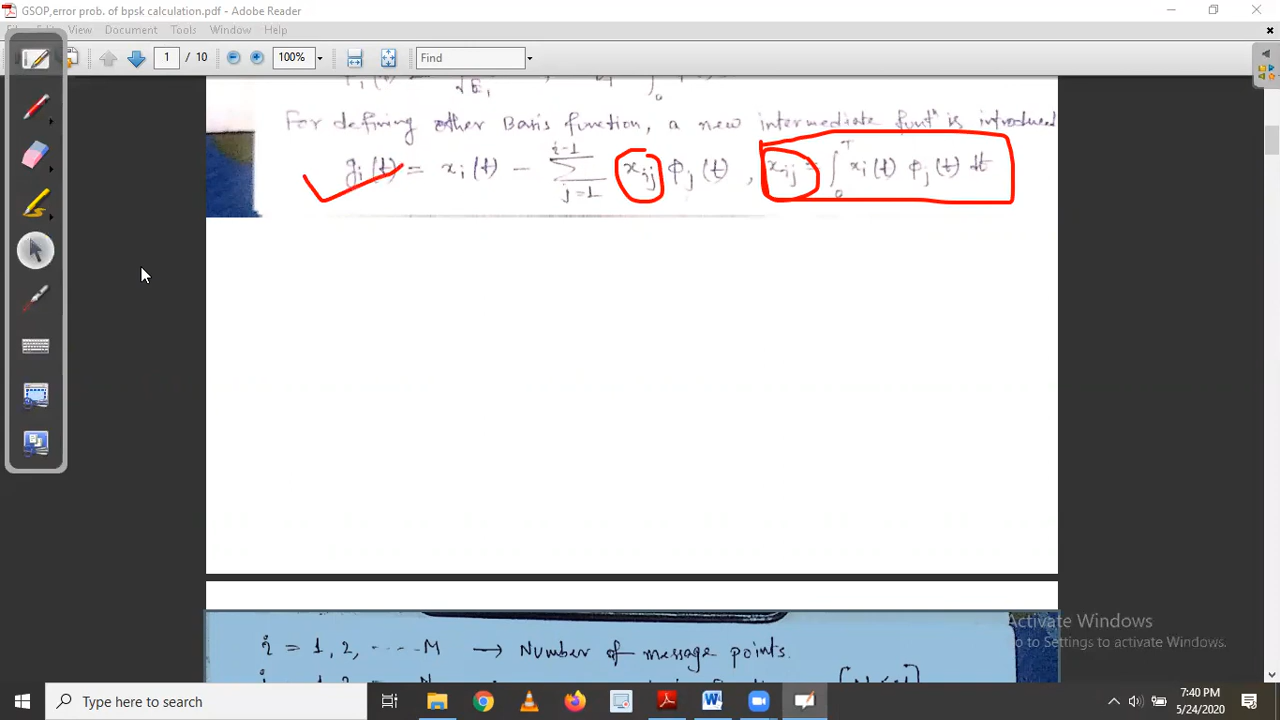 GSOP,error prob. of bpsk calculation.pdf - Adobe Reader
View Document Tools Window Help
1 / 10 100% Find
√E₁
For defining other Basis function, a new intermediate funtⁿ is introduced
gᵢ(t) = xᵢ(t) − Σ_{j=1}^{i-1} xᵢⱼ φⱼ(t) , xᵢⱼ = ∫₀ᵀ xᵢ(t) φⱼ(t) dt
i = 1, 2, ----- M → Number of message points.
Activate Windows
Go to Settings to activate Windows.
Type here to search
7:40 PM
5/24/2020